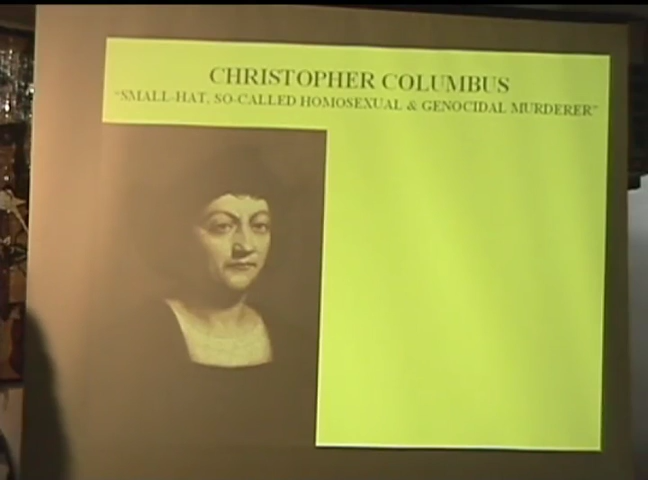 CHRISTOPHER COLUMBUS
"SMALL-HAT, SO-CALLED HOMOSEXUAL & GENOCIDAL MURDERER"